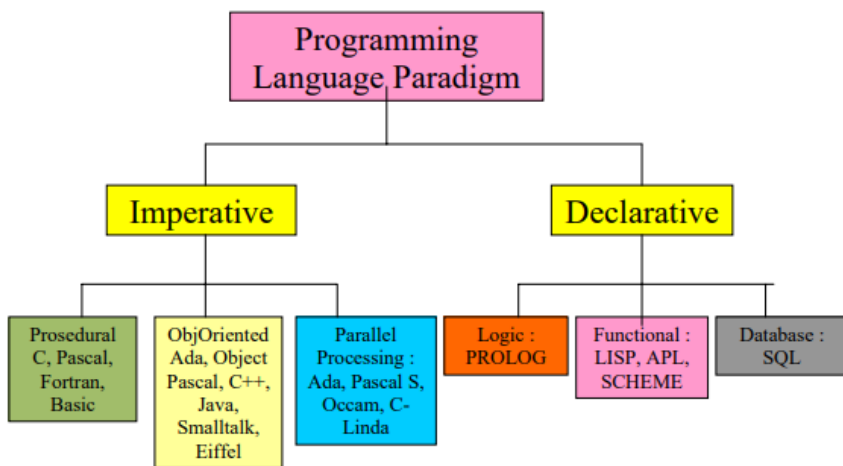 Programming
Language Paradigm
Imperative
Declarative
Prosedural
C, Pascal,
Fortran,
Basic
ObjOriented
Ada, Object
Pascal, C++,
Java,
Smalltalk,
Eiffel
Parallel
Processing :
Ada, Pascal S,
Occam, C-
Linda
Logic :
PROLOG
Functional :
LISP, APL,
SCHEME
Database :
SQL